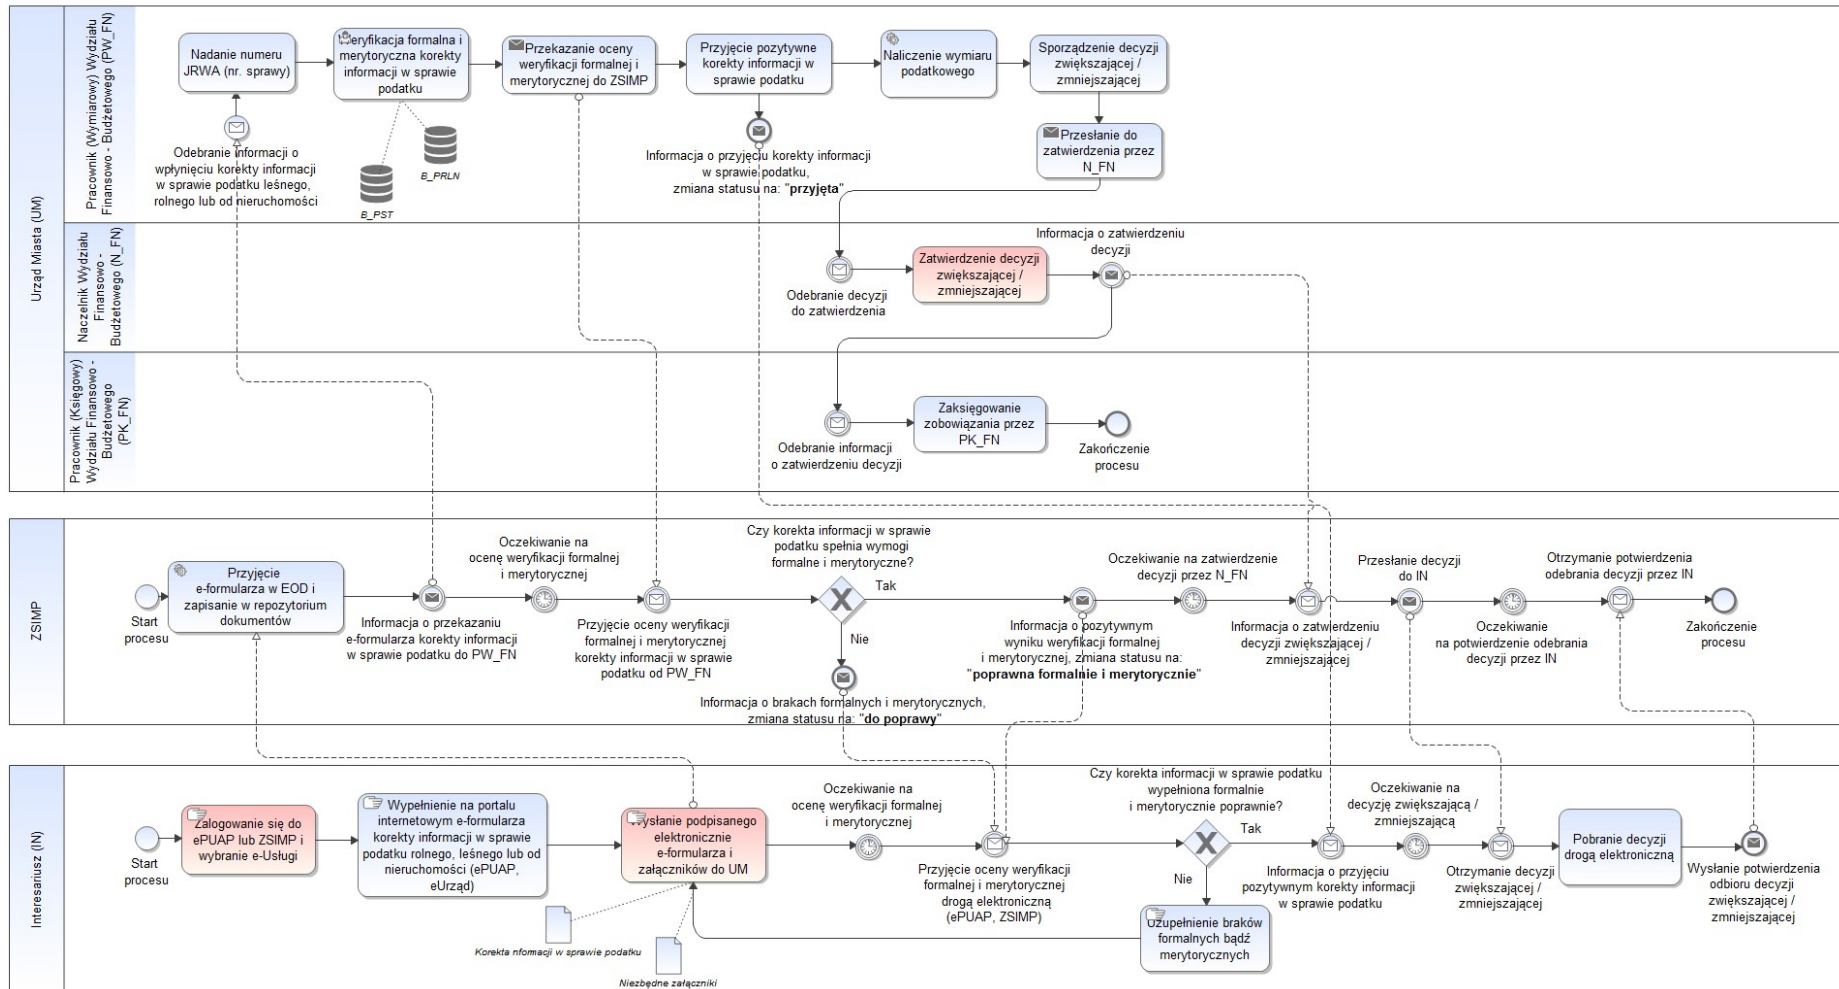 Urząd Miasta (UM)
Pracownik (Wymiarowy) Wydziału
Finansowo - Budżetowego (PW_FN)
Nadanie numeru
JRWA (nr. sprawy)
Weryfikacja formalna i
merytoryczna korekty
informacji w sprawie
podatku
Przekazanie oceny
weryfikacji formalnej i
merytorycznej do ZSIMP
Przyjęcie pozytywne
korekty informacji w
sprawie podatku
Naliczenie wymiaru
podatkowego
Sporządzenie decyzji
zwiększającej /
zmniejszającej
Odebranie informacji o
wpłynięciu korekty informacji
w sprawie podatku leśnego,
rolnego lub od nieruchomości
B_PST
B_PRLN
Informacja o przyjęciu korekty informacji
w sprawie podatku,
zmiana statusu na: "przyjęta"
Przesłanie do
zatwierdzenia przez
N_FN
Naczelnik Wydziału
Finansowo -
Budżetowego (N_FN)
Odebranie decyzji
do zatwierdzenia
Zatwierdzenie decyzji
zwiększającej /
zmniejszającej
Informacja o zatwierdzeniu
decyzji
Pracownik (Księgowy)
Wydziału Finansowo -
Budżetowego
(PK_FN)
Odebranie informacji
o zatwierdzeniu decyzji
Zaksięgowanie
zobowiązania przez
PK_FN
Zakończenie
procesu
ZSIMP
Start
procesu
Przyjęcie
e-formularza w EOD i
zapisanie w repozytorium
dokumentów
Informacja o przekazaniu
e-formularza korekty informacji
w sprawie podatku do PW_FN
Oczekiwanie na
ocenę weryfikacji formalnej
i merytorycznej
Przyjęcie oceny weryfikacji
formalnej i merytorycznej
korekty informacji w sprawie
podatku od PW_FN
Czy korekta informacji w sprawie
podatku spełnia wymogi
formalne i merytoryczne?
Tak
Nie
Informacja o brakach formalnych i merytorycznych,
zmiana statusu na: "do poprawy"
Informacja o pozytywnym
wyniku weryfikacji formalnej
i merytorycznej, zmiana statusu na:
"poprawna formalnie i merytorycznie"
Oczekiwanie na zatwierdzenie
decyzji przez N_FN
Informacja o zatwierdzeniu
decyzji zwiększającej /
zmniejszającej
Przesłanie decyzji
do IN
Oczekiwanie
na potwierdzenie odebrania
decyzji przez IN
Otrzymanie potwierdzenia
odebrania decyzji przez IN
Zakończenie
procesu
Interesariusz (IN)
Start
procesu
Zalogowanie się do
ePUAP lub ZSIMP i
wybranie e-Usługi
Wypełnienie na portalu
internetowym e-formularza
korekty informacji w sprawie
podatku rolnego, leśnego lub od
nieruchomości (ePUAP,
eUrząd)
Wysłanie podpisanego
elektronicznie
e-formularza i
załączników do UM
Korekta nfomacji w sprawie podatku
Niezbędne załączniki
Oczekiwanie na
ocenę weryfikacji formalnej
i merytorycznej
Przyjęcie oceny weryfikacji
formalnej i merytorycznej
drogą elektroniczną
(ePUAP, ZSIMP)
Czy korekta informacji w sprawie podatku
wypełniona formalnie
i merytorycznie poprawnie?
Tak
Nie
Uzupełnienie braków
formalnych bądź
merytorycznych
Informacja o przyjęciu
pozytywnym korekty informacji
w sprawie podatku
Oczekiwanie na
decyzję zwiększającą /
zmniejszającą
Otrzymanie decyzji
zwiększającej /
zmniejszającej
Pobranie decyzji
drogą elektroniczną
Wysłanie potwierdzenia
odbioru decyzji
zwiększającej /
zmniejszającej